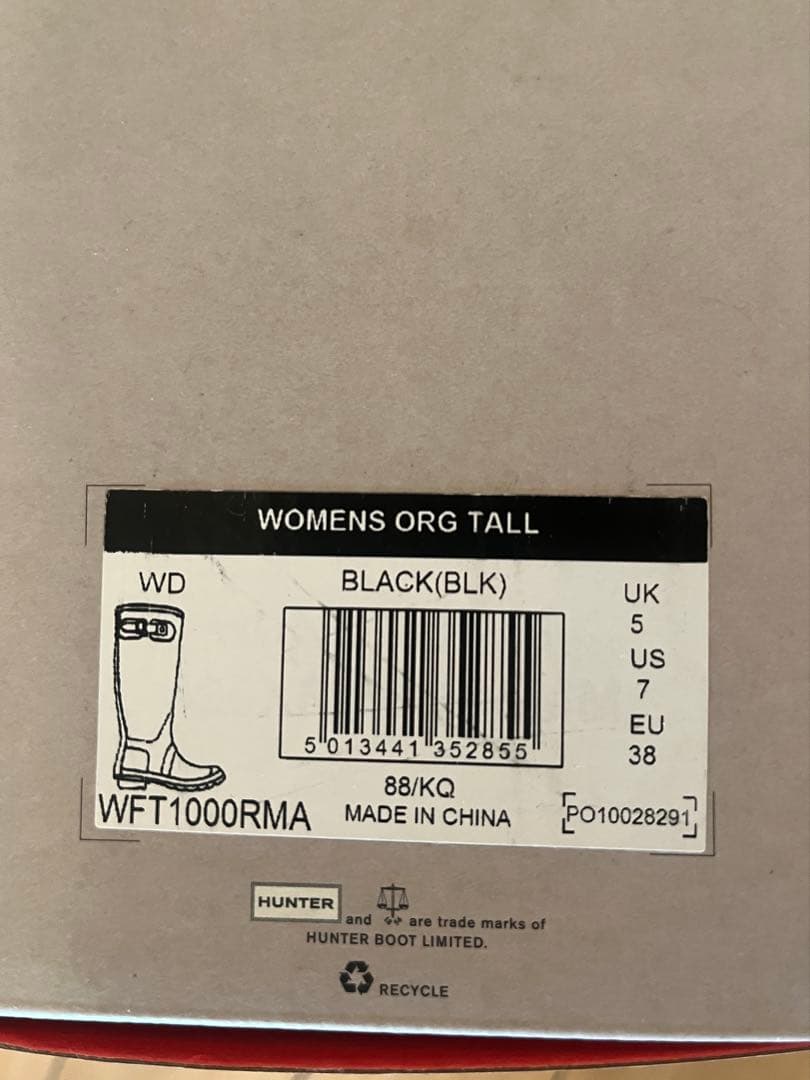 WOMENS ORG TALL
WD
BLACK(BLK)
UK
5
US
7
EU
38
5 013441 352855
88/KQ
WFT1000RMA
MADE IN CHINA
PO10028291
HUNTER and are trade marks of
HUNTER BOOT LIMITED.
RECYCLE